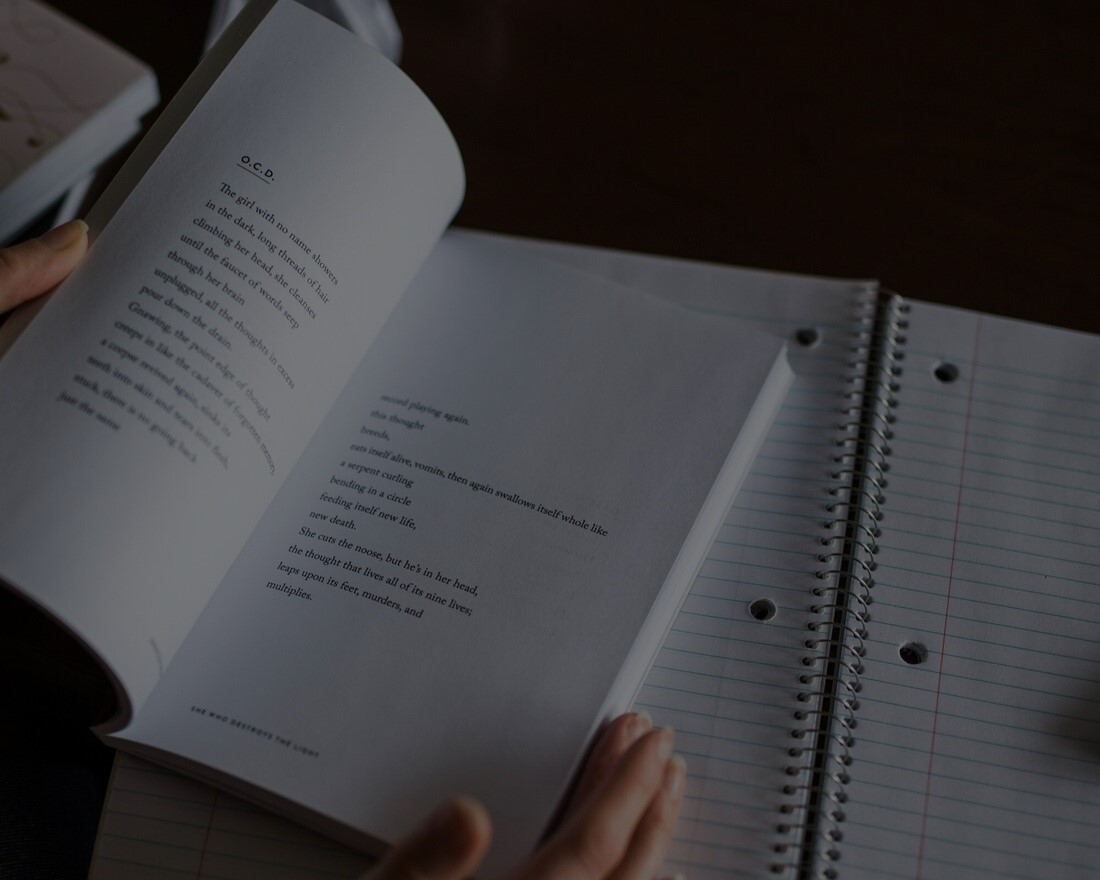 O.C.D.
The girl with no name showers
in the dark, long threads of hair
climbing her head, she cleanses
until the faucet of words serp
through her brain
unplugged, all the thoughts in excess
pour down the drain.
Gnawing, the point edge of thought
creeps in like the cadaver of forgotten memory,
a corpse revived again, sinks its
teeth into skin and tears into flesh,
stuck, there is no going back
just the same
record playing again.
this thought
breeds,
eats itself alive, vomits, then again swallows itself whole like
a serpent curling
bending in a circle
feeding itself new life,
new death.
She cuts the noose, but he's in her head,
the thought that lives all of its nine lives;
leaps upon its feet, murders, and
multiplies.
SHE WHO DESTROYS THE LIGHT